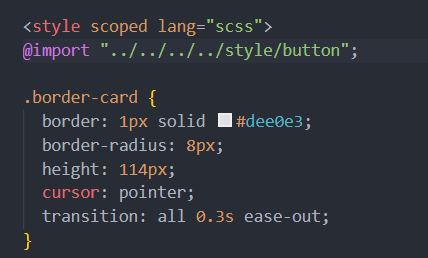 <style scoped lang="scss">
@import "../../../../style/button";
.border-card {
border: 1px solid #dee0e3;
border-radius: 8px;
height: 114px;
cursor: pointer;
transition: all 0.3s ease-out;
}